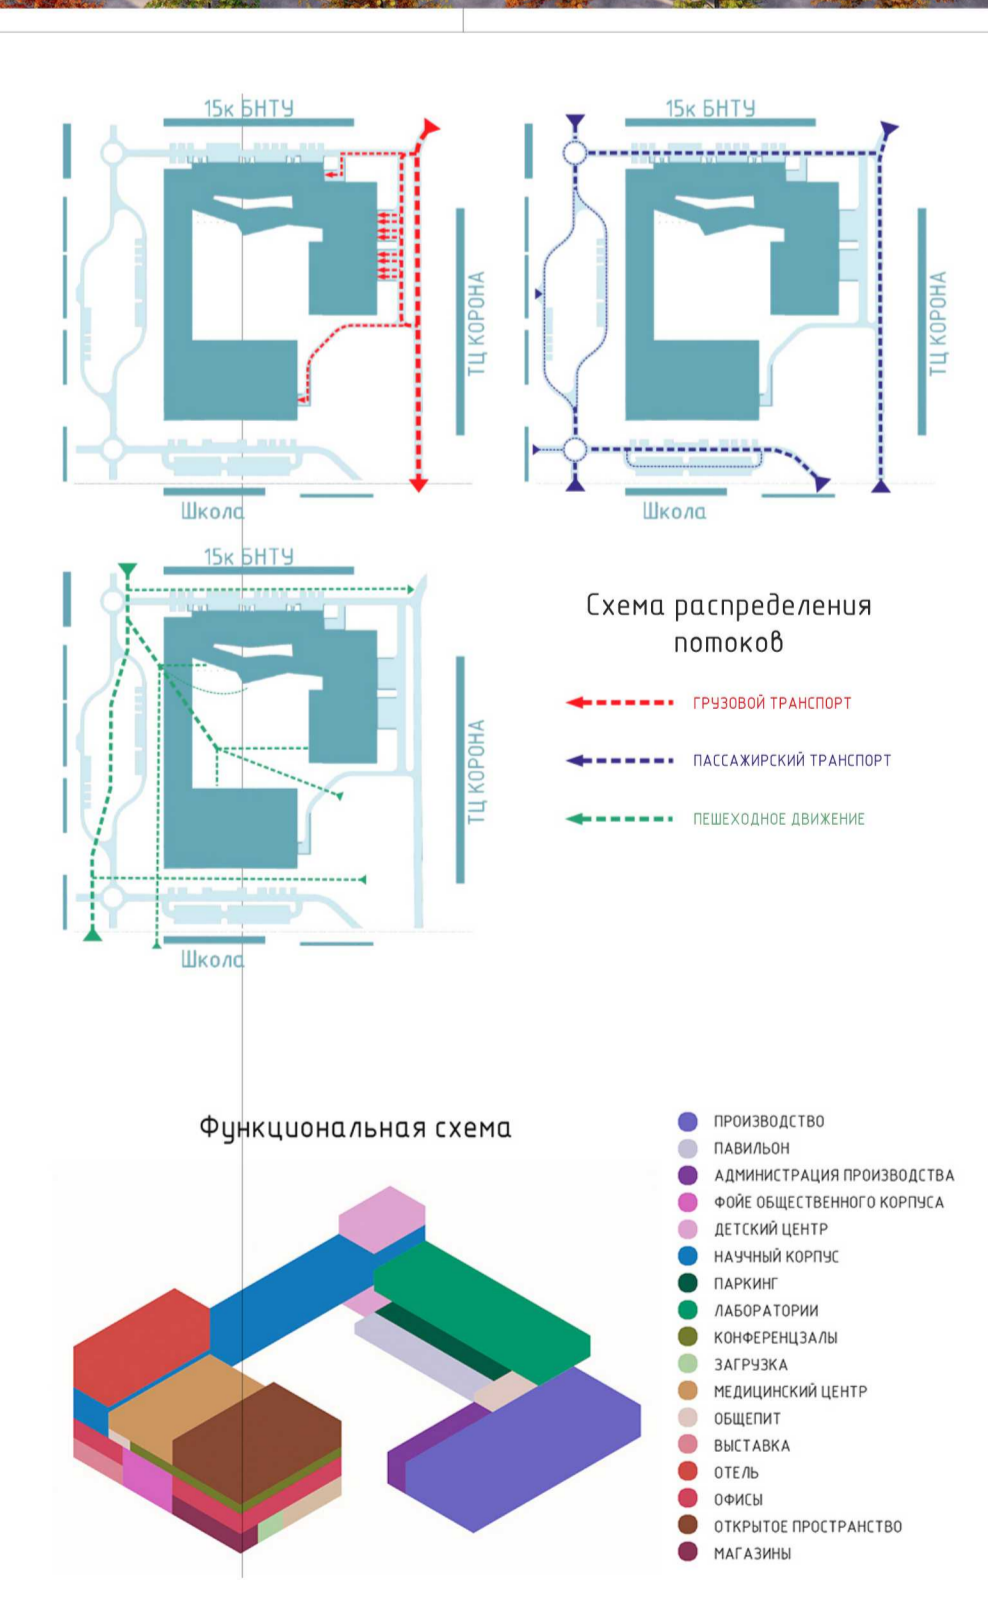 15к БНТУ
15к БНТУ
ТЦ КОРОНА
ТЦ КОРОНА
Школа
Школа
15к БНТУ
ТЦ КОРОНА
Школа
Схема распределения
потоков
ГРУЗОВОЙ ТРАНСПОРТ
ПАССАЖИРСКИЙ ТРАНСПОРТ
ПЕШЕХОДНОЕ ДВИЖЕНИЕ
Функциональная схема
ПРОИЗВОДСТВО
ПАВИЛЬОН
АДМИНИСТРАЦИЯ ПРОИЗВОДСТВА
ФОЙЕ ОБЩЕСТВЕННОГО КОРПУСА
ДЕТСКИЙ ЦЕНТР
НАУЧНЫЙ КОРПУС
ПАРКИНГ
ЛАБОРАТОРИИ
КОНФЕРЕНЦЗАЛЫ
ЗАГРУЗКА
МЕДИЦИНСКИЙ ЦЕНТР
ОБЩЕПИТ
ВЫСТАВКА
ОТЕЛЬ
ОФИСЫ
ОТКРЫТОЕ ПРОСТРАНСТВО
МАГАЗИНЫ